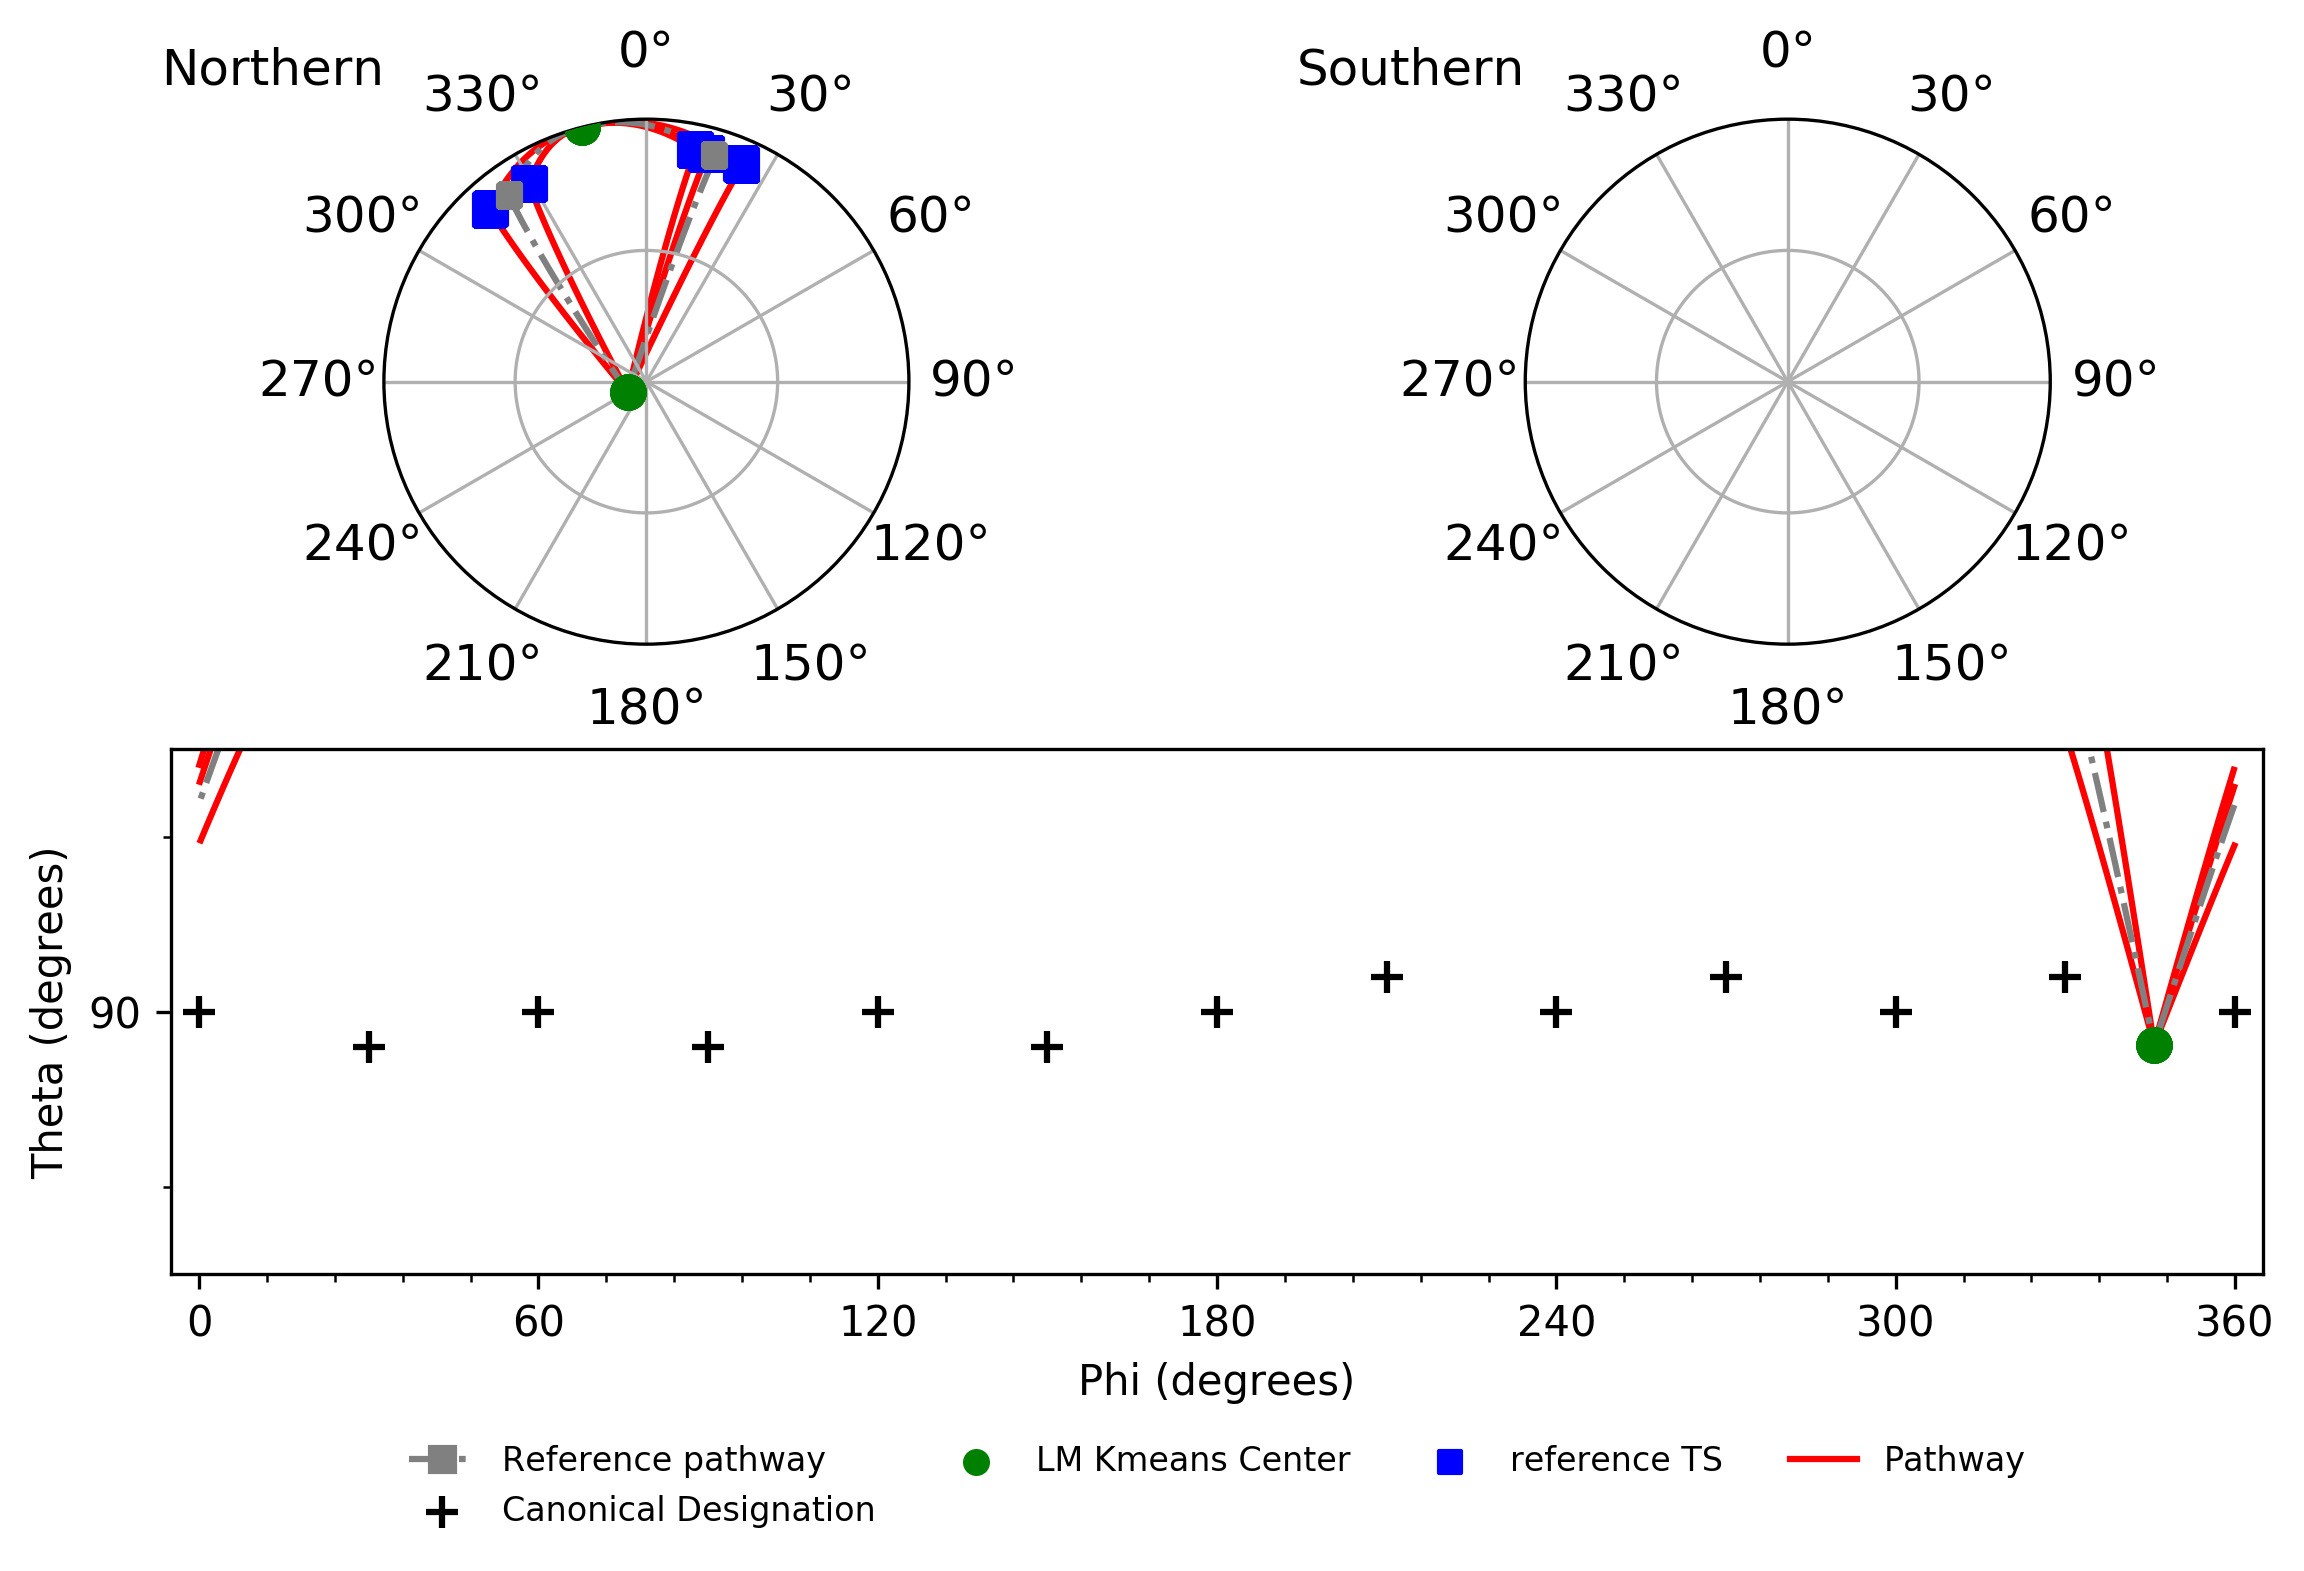 Northern
0°
30°
60°
90°
120°
150°
180°
210°
240°
270°
300°
330°
Southern
0°
30°
60°
90°
120°
150°
180°
210°
240°
270°
300°
330°
Theta (degrees)
90
0 60 120 180 240 300 360
Phi (degrees)
Reference pathway
Canonical Designation
LM Kmeans Center
reference TS
Pathway